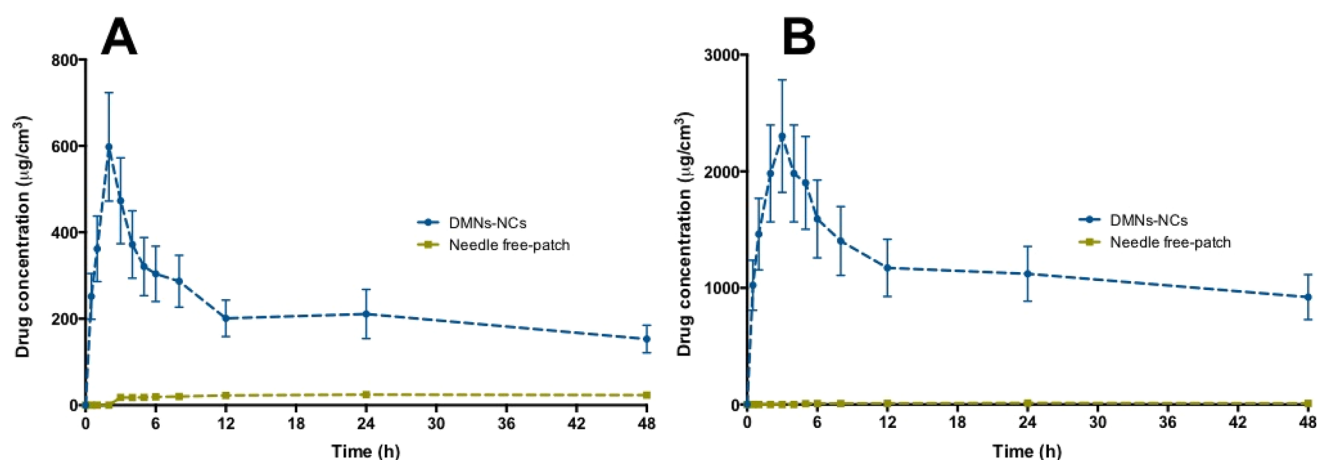 A
Drug concentration (μg/cm³)
800
600
400
200
0
0 6 12 18 24 30 36 42 48
Time (h)
DMNs-NCs
Needle free-patch
B
Drug concentration (μg/cm³)
3000
2000
1000
0
0 6 12 18 24 30 36 42 48
Time (h)
DMNs-NCs
Needle free-patch